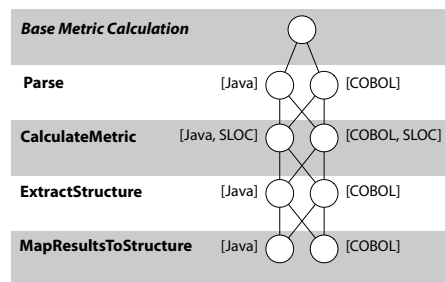 Base Metric Calculation
Parse [Java] [COBOL]
CalculateMetric [Java, SLOC] [COBOL, SLOC]
ExtractStructure [Java] [COBOL]
MapResultsToStructure [Java] [COBOL]